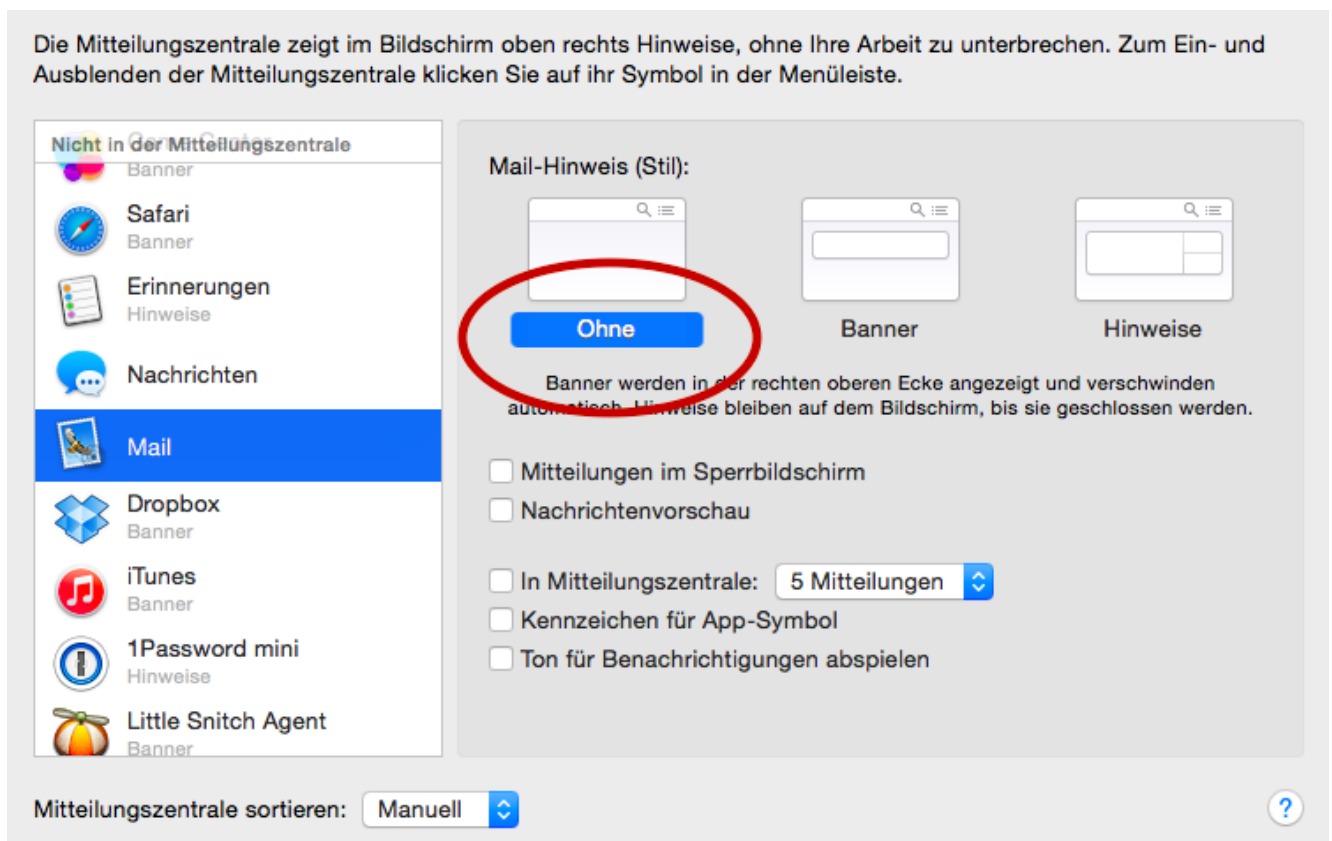 Die Mitteilungszentrale zeigt im Bildschirm oben rechts Hinweise, ohne Ihre Arbeit zu unterbrechen. Zum Ein- und
Ausblenden der Mitteilungszentrale klicken Sie auf ihr Symbol in der Menüleiste.
Nicht in der Mitteilungszentrale
Game Center
Banner
Safari
Banner
Erinnerungen
Hinweise
Nachrichten
Mail
Dropbox
Banner
iTunes
Banner
1Password mini
Hinweise
Little Snitch Agent
Banner
Mail-Hinweis (Stil):
Ohne
Banner
Hinweise
Banner werden in der rechten oberen Ecke angezeigt und verschwinden
automatisch. Hinweise bleiben auf dem Bildschirm, bis sie geschlossen werden.
Mitteilungen im Sperrbildschirm
Nachrichtenvorschau
In Mitteilungszentrale: 5 Mitteilungen
Kennzeichen für App-Symbol
Ton für Benachrichtigungen abspielen
Mitteilungszentrale sortieren: Manuell
?